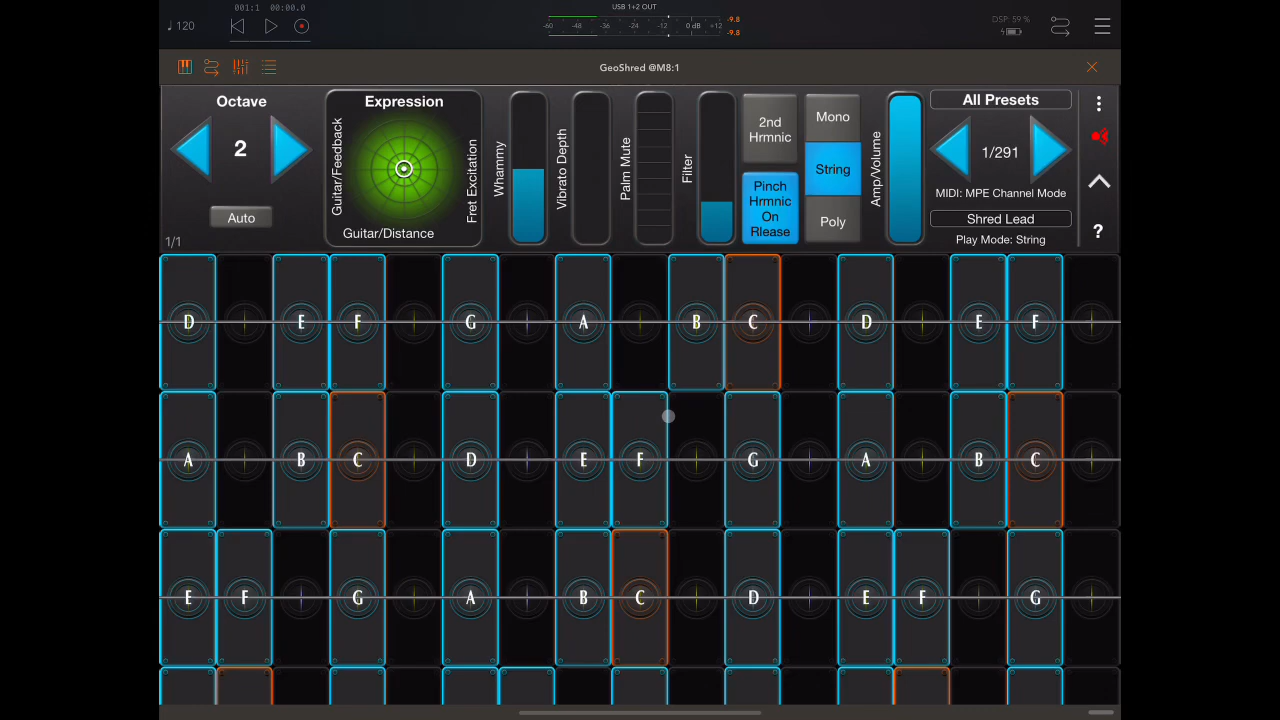 USB 1+2 OUT
♩ 120
001:1 00:00.0
-60 -48 -36 -24 -12 0 dB +12
-9.8
-9.8
DSP: 59 %
GeoShred @M8:1
Octave
2
Auto
1/1
Expression
Guitar/Feedback
Fret Excitation
Guitar/Distance
Whammy
Vibrato Depth
Palm Mute
Filter
2nd
Hrmnic
Pinch
Hrmnic
On
Rlease
Mono
String
Poly
Amp/Volume
All Presets
1/291
MIDI: MPE Channel Mode
Shred Lead
Play Mode: String
?
D E F G A B C D E F
A B C D E F G A B C
E F G A B C D E F G